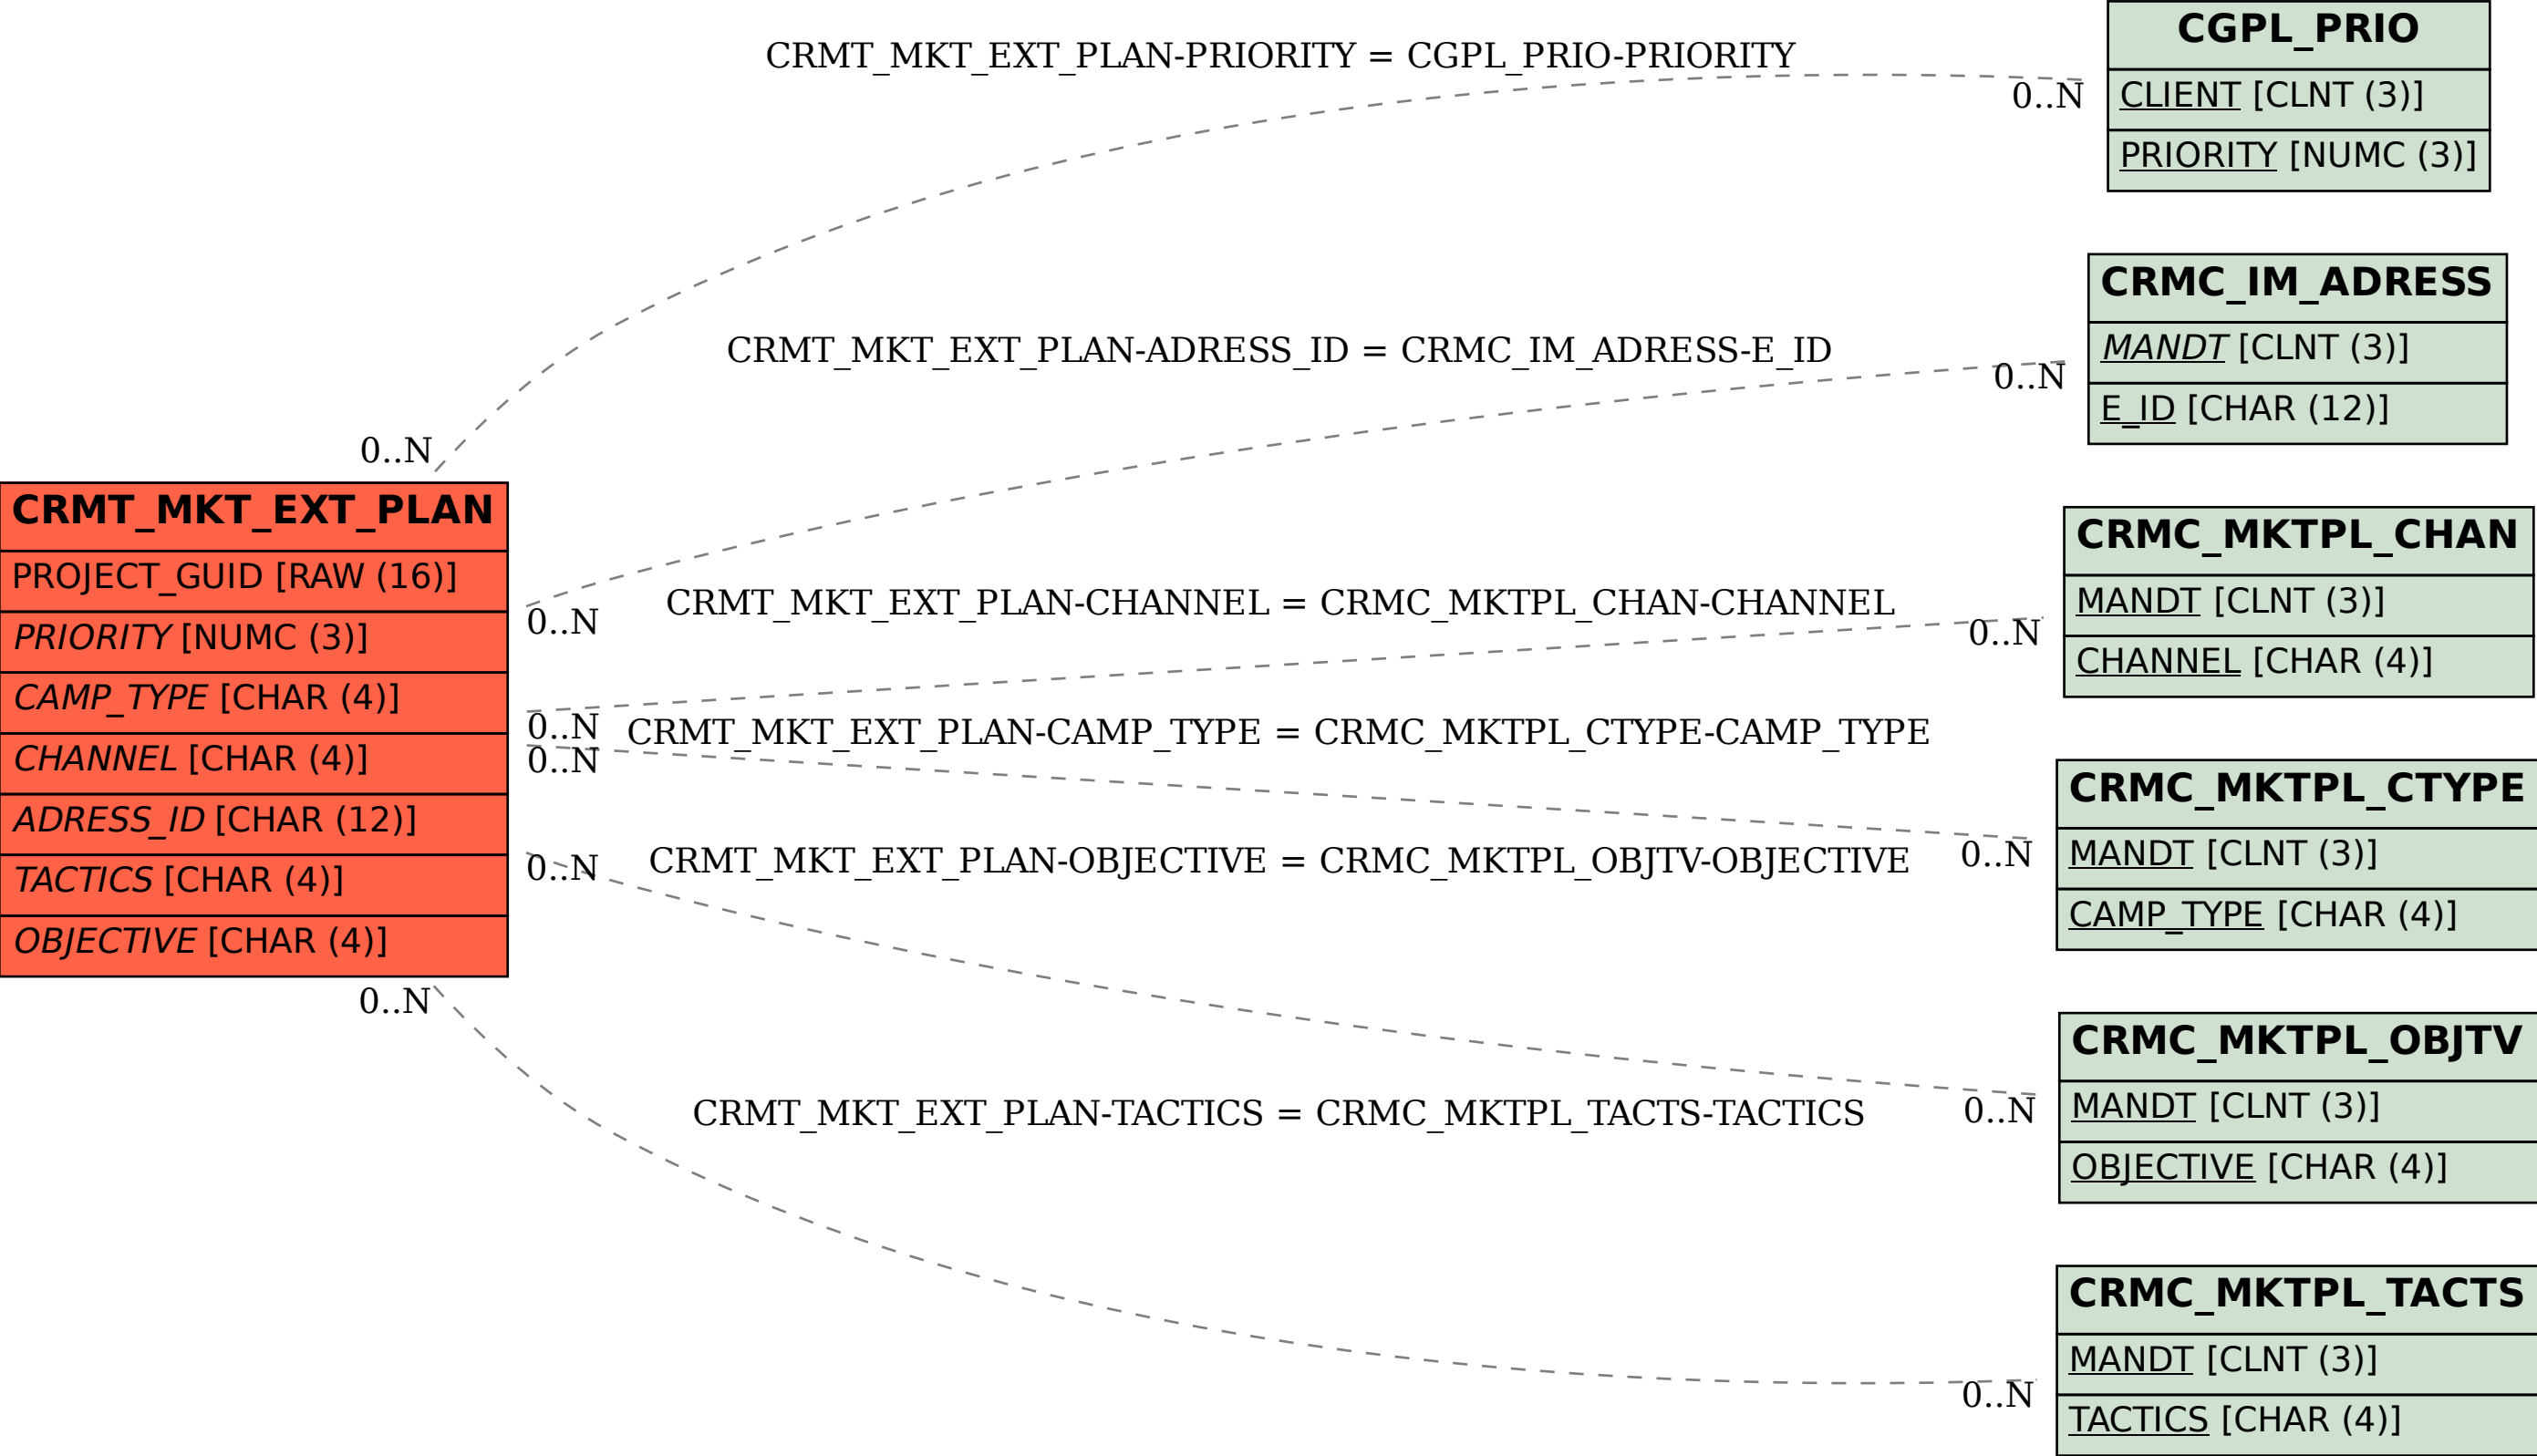 CRMT_MKT_EXT_PLAN-PRIORITY = CGPL_PRIO-PRIORITY
0..N
0..N
CGPL_PRIO
CLIENT [CLNT (3)]
PRIORITY [NUMC (3)]
CRMT_MKT_EXT_PLAN-ADRESS_ID = CRMC_IM_ADRESS-E_ID
0..N
0..N
CRMC_IM_ADRESS
MANDT [CLNT (3)]
E_ID [CHAR (12)]
CRMT_MKT_EXT_PLAN
PROJECT_GUID [RAW (16)]
PRIORITY [NUMC (3)]
CAMP_TYPE [CHAR (4)]
CHANNEL [CHAR (4)]
ADRESS_ID [CHAR (12)]
TACTICS [CHAR (4)]
OBJECTIVE [CHAR (4)]
CRMT_MKT_EXT_PLAN-CHANNEL = CRMC_MKTPL_CHAN-CHANNEL
0..N
0..N
CRMC_MKTPL_CHAN
MANDT [CLNT (3)]
CHANNEL [CHAR (4)]
CRMT_MKT_EXT_PLAN-CAMP_TYPE = CRMC_MKTPL_CTYPE-CAMP_TYPE
0..N
0..N
CRMC_MKTPL_CTYPE
MANDT [CLNT (3)]
CAMP_TYPE [CHAR (4)]
CRMT_MKT_EXT_PLAN-OBJECTIVE = CRMC_MKTPL_OBJTV-OBJECTIVE
0..N
0..N
CRMC_MKTPL_OBJTV
MANDT [CLNT (3)]
OBJECTIVE [CHAR (4)]
CRMT_MKT_EXT_PLAN-TACTICS = CRMC_MKTPL_TACTS-TACTICS
0..N
0..N
CRMC_MKTPL_TACTS
MANDT [CLNT (3)]
TACTICS [CHAR (4)]